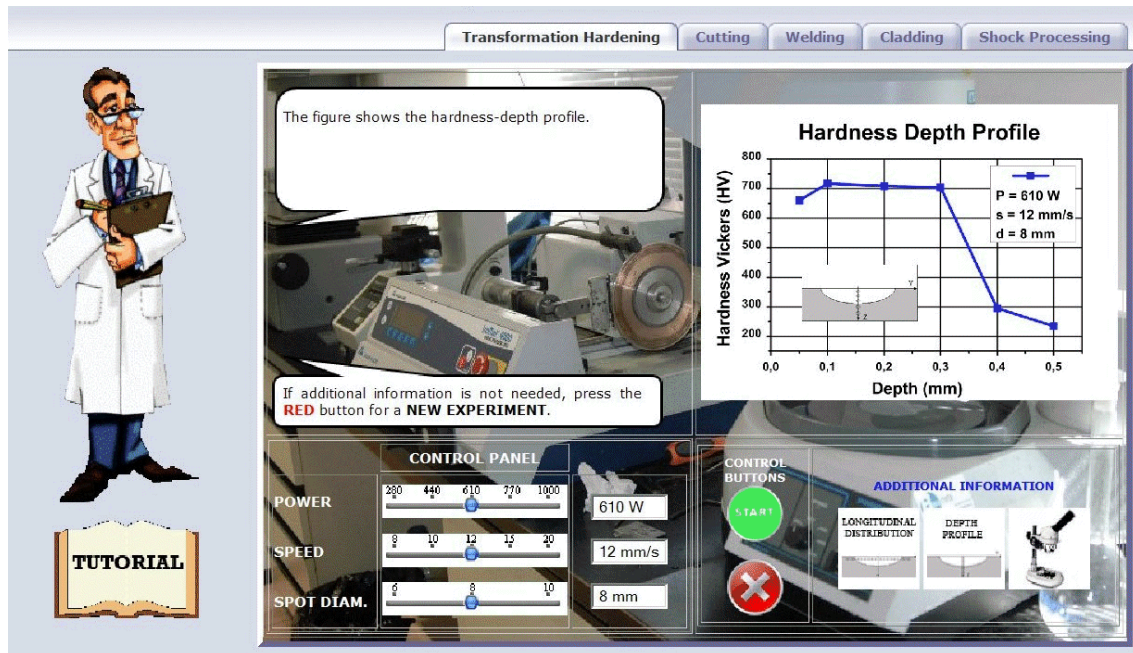 Transformation Hardening
Cutting
Welding
Cladding
Shock Processing
The figure shows the hardness-depth profile.
Hardness Depth Profile
Hardness Vickers (HV)
800
700
600
500
400
300
200
P = 610 W
s = 12 mm/s
d = 8 mm
Y
Z
0,0 0,1 0,2 0,3 0,4 0,5
Depth (mm)
If additional information is not needed, press the
RED button for a NEW EXPERIMENT.
TUTORIAL
CONTROL PANEL
POWER
280 440 610 770 1000
610 W
SPEED
8 10 12 15 20
12 mm/s
SPOT DIAM.
6 8 10
8 mm
CONTROL
BUTTONS
START
ADDITIONAL INFORMATION
LONGITUDINAL
DISTRIBUTION
DEPTH
PROFILE